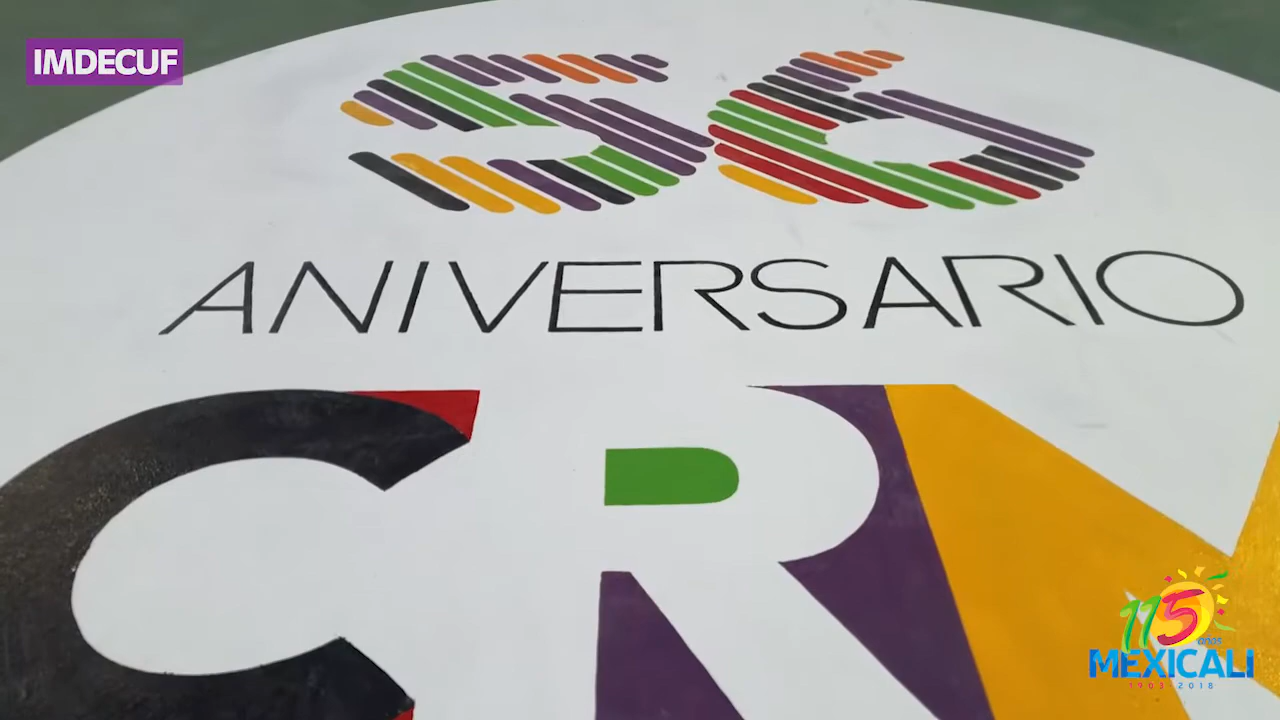 IMDECUF
56
ANIVERSARIO
CRM
115
años
MEXICALI
1903-2018